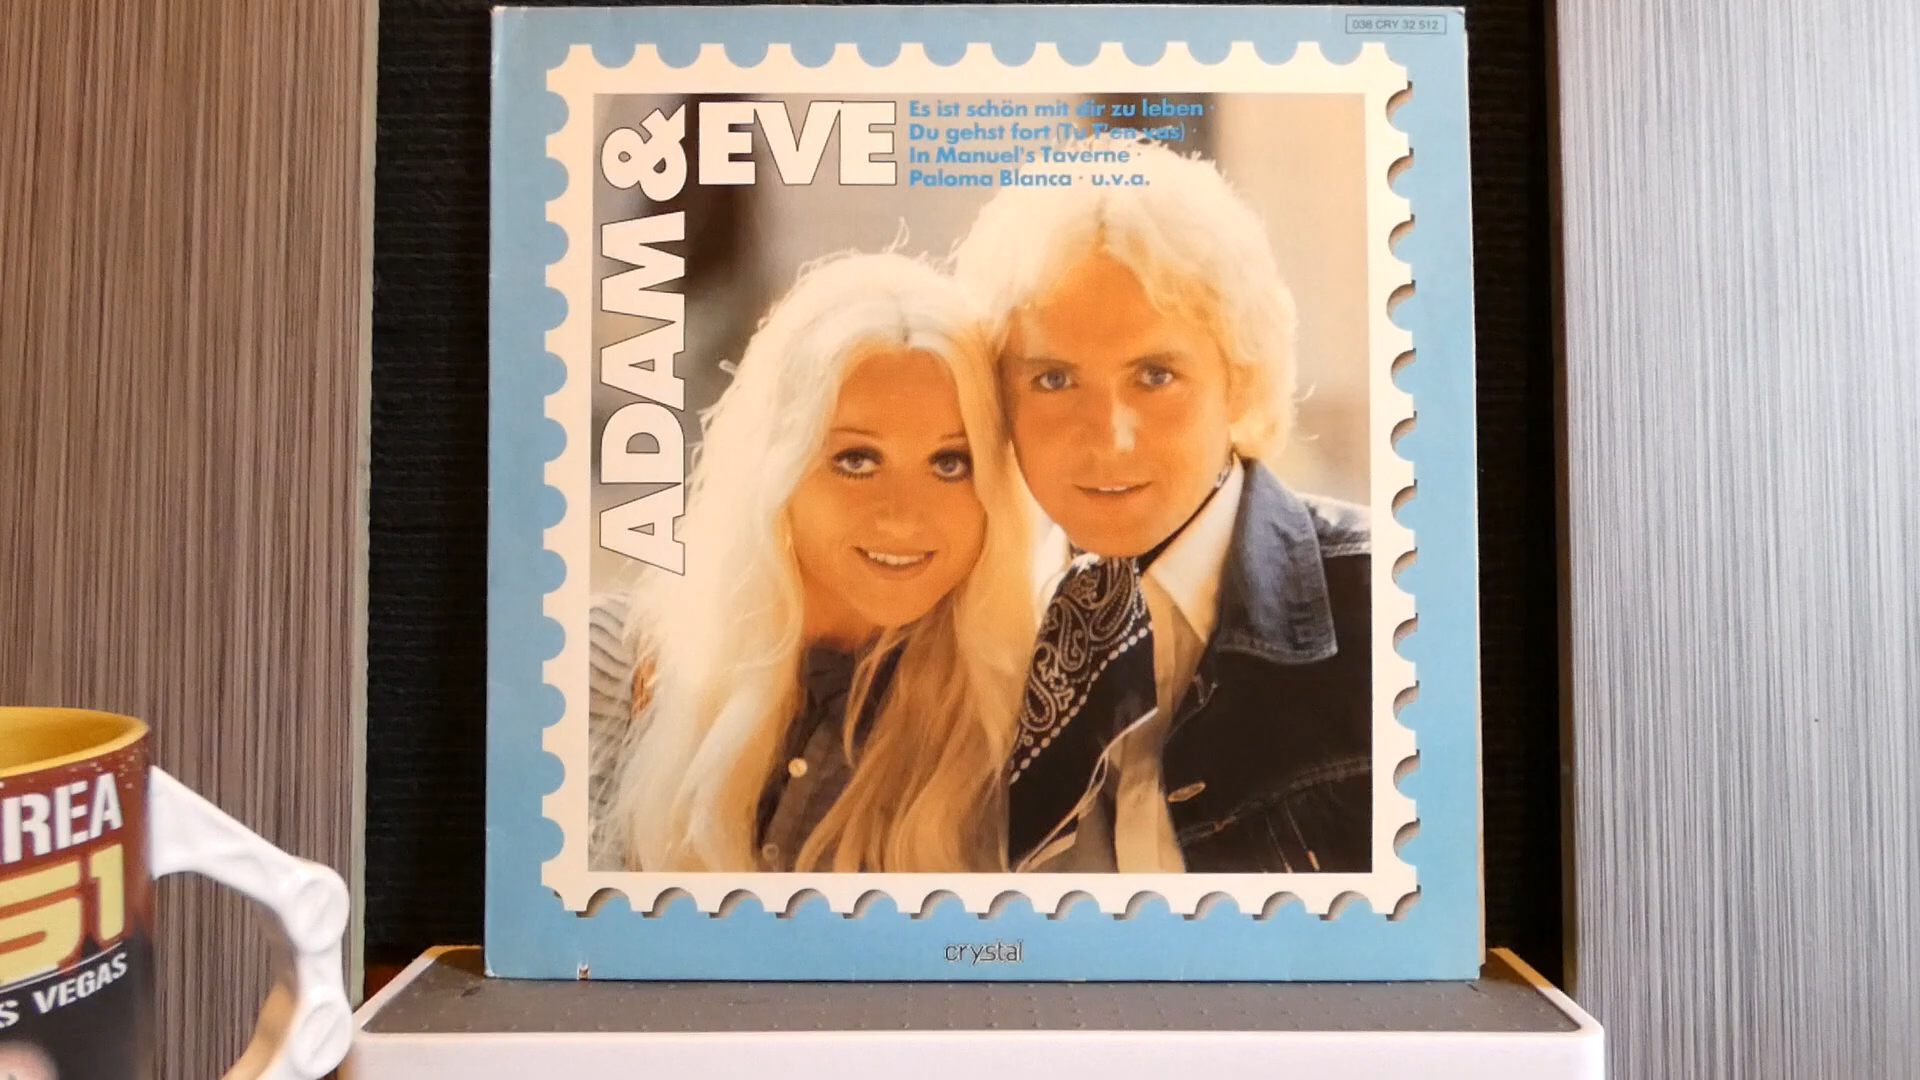 038 CRY 32 512
ADAM & EVE
Es ist schön mit dir zu leben ·
Du gehst fort (Tu T'en vas) ·
In Manuel's Taverne ·
Paloma Blanca · u.v.a.
crystal
51
VEGAS